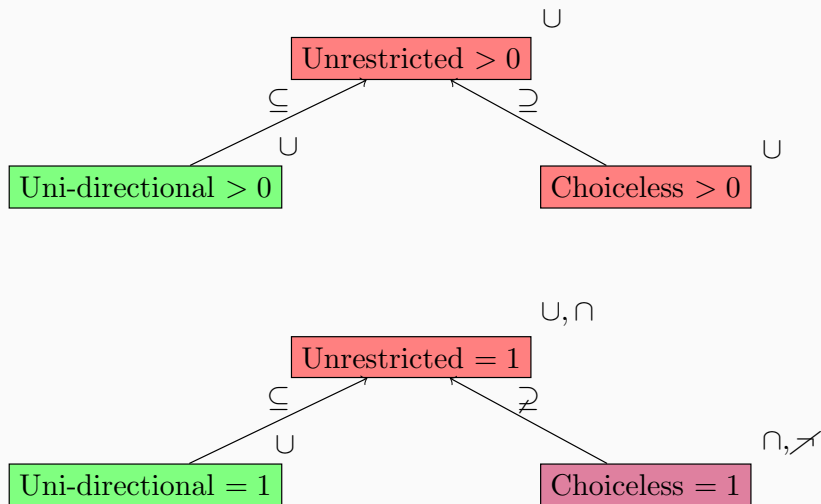 ∪
Unrestricted > 0
⊆ ⊇
∪ ∪
Uni-directional > 0 Choiceless > 0
∪, ∩
Unrestricted = 1
⊆ ⊉
∪ ∩, ¬̸
Uni-directional = 1 Choiceless = 1